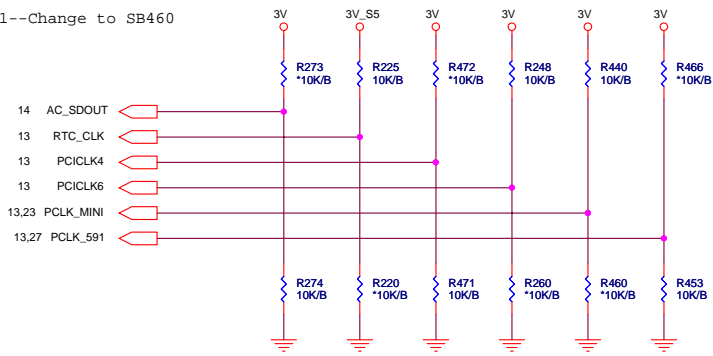 1--Change to SB460
3V 3V_S5 3V 3V 3V 3V
R273 R225 R472 R248 R440 R466
*10K/B 10K/B *10K/B 10K/B 10K/B *10K/B
14 AC_SDOUT
13 RTC_CLK
13 PCICLK4
13 PCICLK6
13,23 PCLK_MINI
13,27 PCLK_591
R274 R220 R471 R260 R460 R453
10K/B *10K/B 10K/B *10K/B *10K/B 10K/B